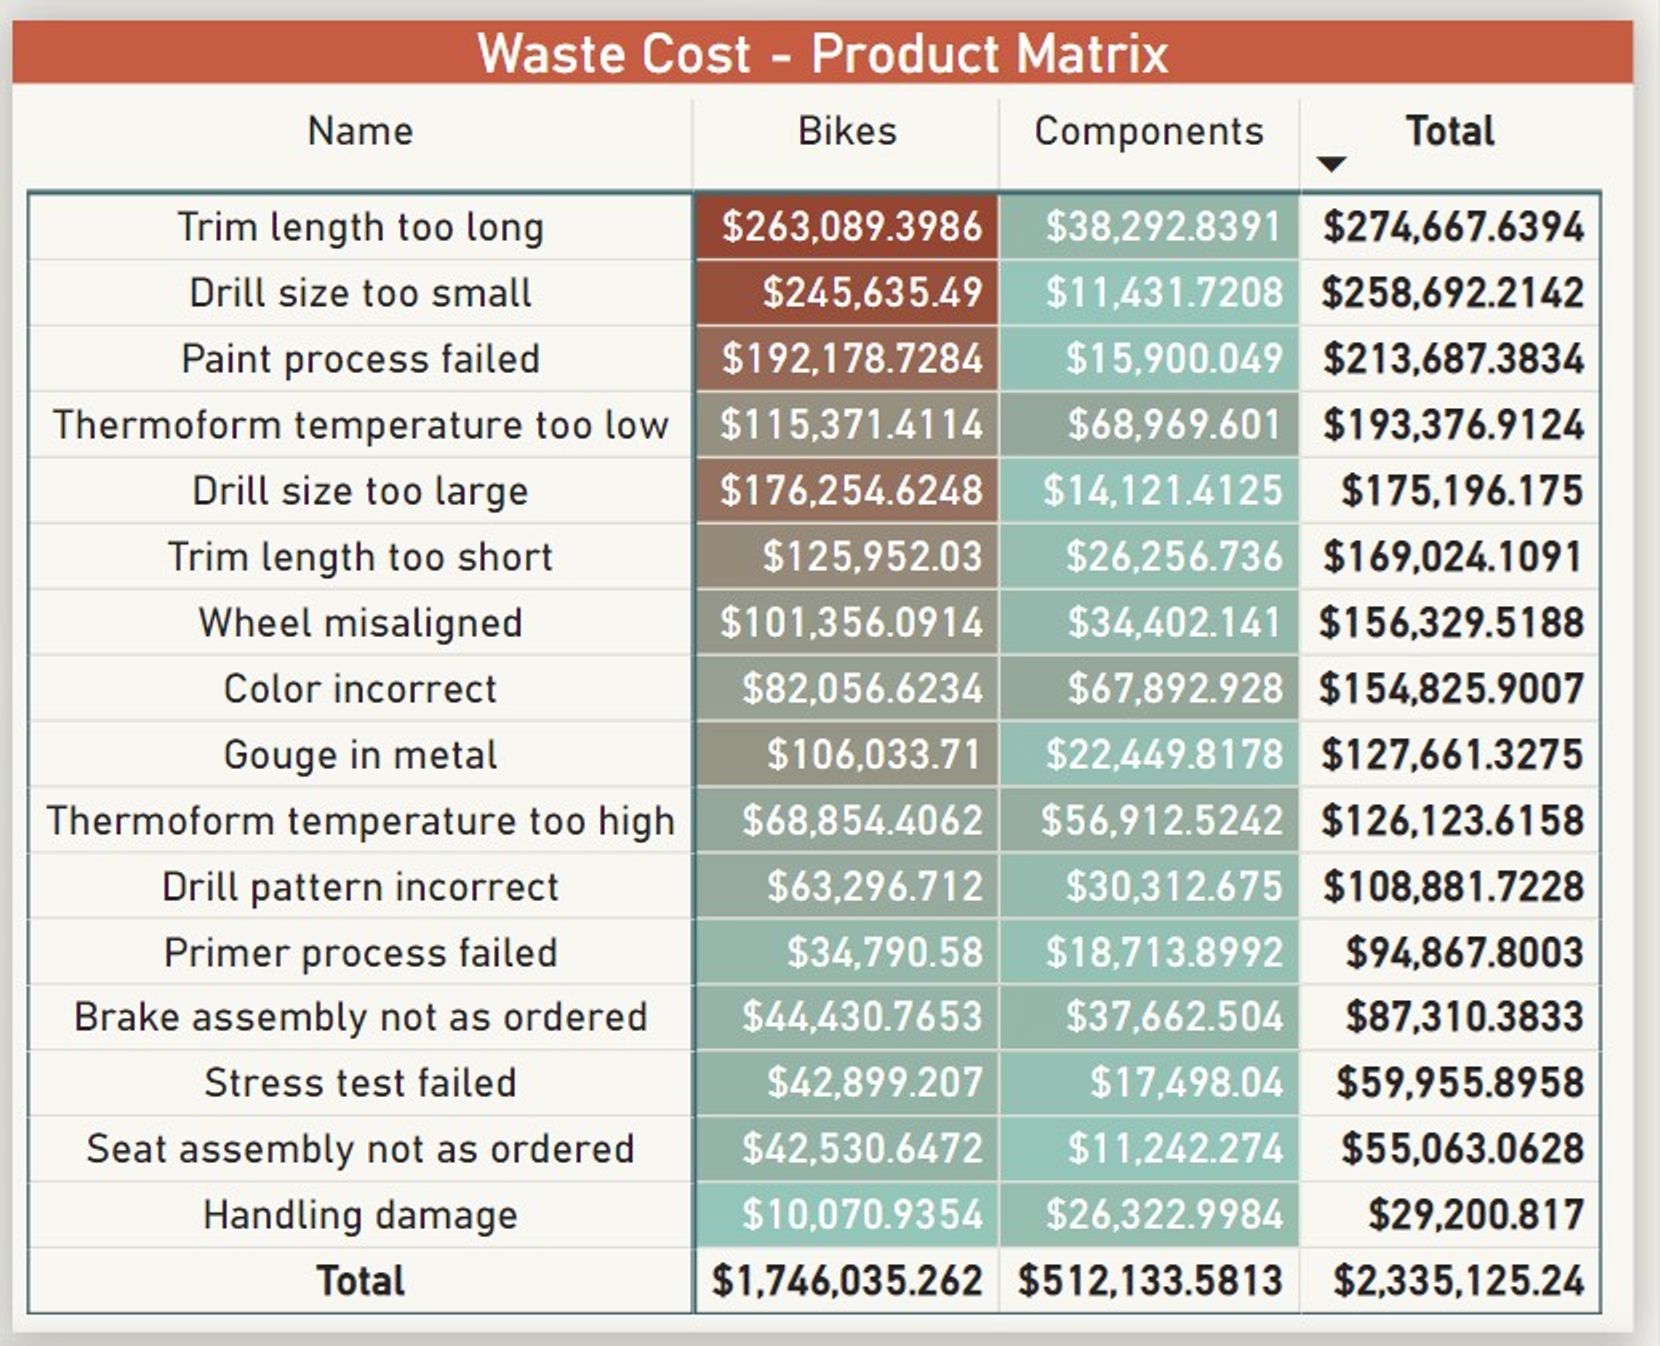 Waste Cost - Product Matrix
Name Bikes Components Total
Trim length too long $263,089.3986 $38,292.8391 $274,667.6394
Drill size too small $245,635.49 $11,431.7208 $258,692.2142
Paint process failed $192,178.7284 $15,900.049 $213,687.3834
Thermoform temperature too low $115,371.4114 $68,969.601 $193,376.9124
Drill size too large $176,254.6248 $14,121.4125 $175,196.175
Trim length too short $125,952.03 $26,256.736 $169,024.1091
Wheel misaligned $101,356.0914 $34,402.141 $156,329.5188
Color incorrect $82,056.6234 $67,892.928 $154,825.9007
Gouge in metal $106,033.71 $22,449.8178 $127,661.3275
Thermoform temperature too high $68,854.4062 $56,912.5242 $126,123.6158
Drill pattern incorrect $63,296.712 $30,312.675 $108,881.7228
Primer process failed $34,790.58 $18,713.8992 $94,867.8003
Brake assembly not as ordered $44,430.7653 $37,662.504 $87,310.3833
Stress test failed $42,899.207 $17,498.04 $59,955.8958
Seat assembly not as ordered $42,530.6472 $11,242.274 $55,063.0628
Handling damage $10,070.9354 $26,322.9984 $29,200.817
Total $1,746,035.262 $512,133.5813 $2,335,125.24